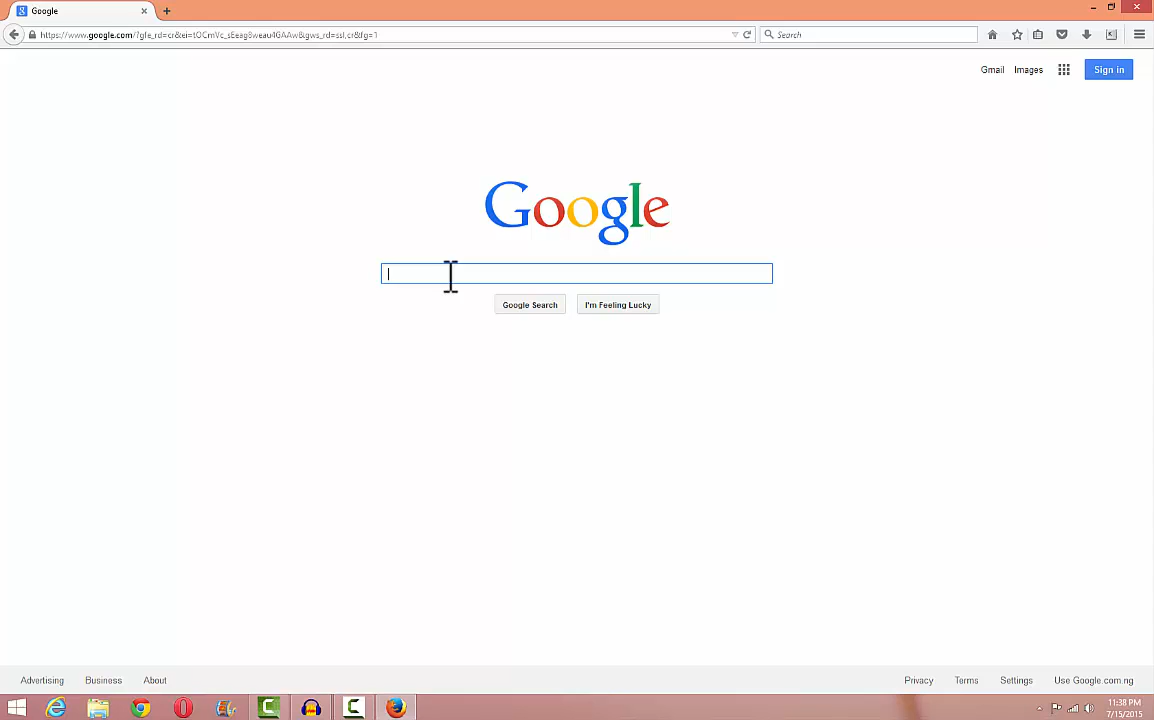 Google
https://www.google.com/?gfe_rd=cr&ei=tOCmVc_sEeag8weau4GAAw&gws_rd=ssl,cr&fg=1
Search
Gmail Images Sign in
Google
Google Search I'm Feeling Lucky
Advertising Business About Privacy Terms Settings Use Google.com.ng
11:38 PM
7/15/2015